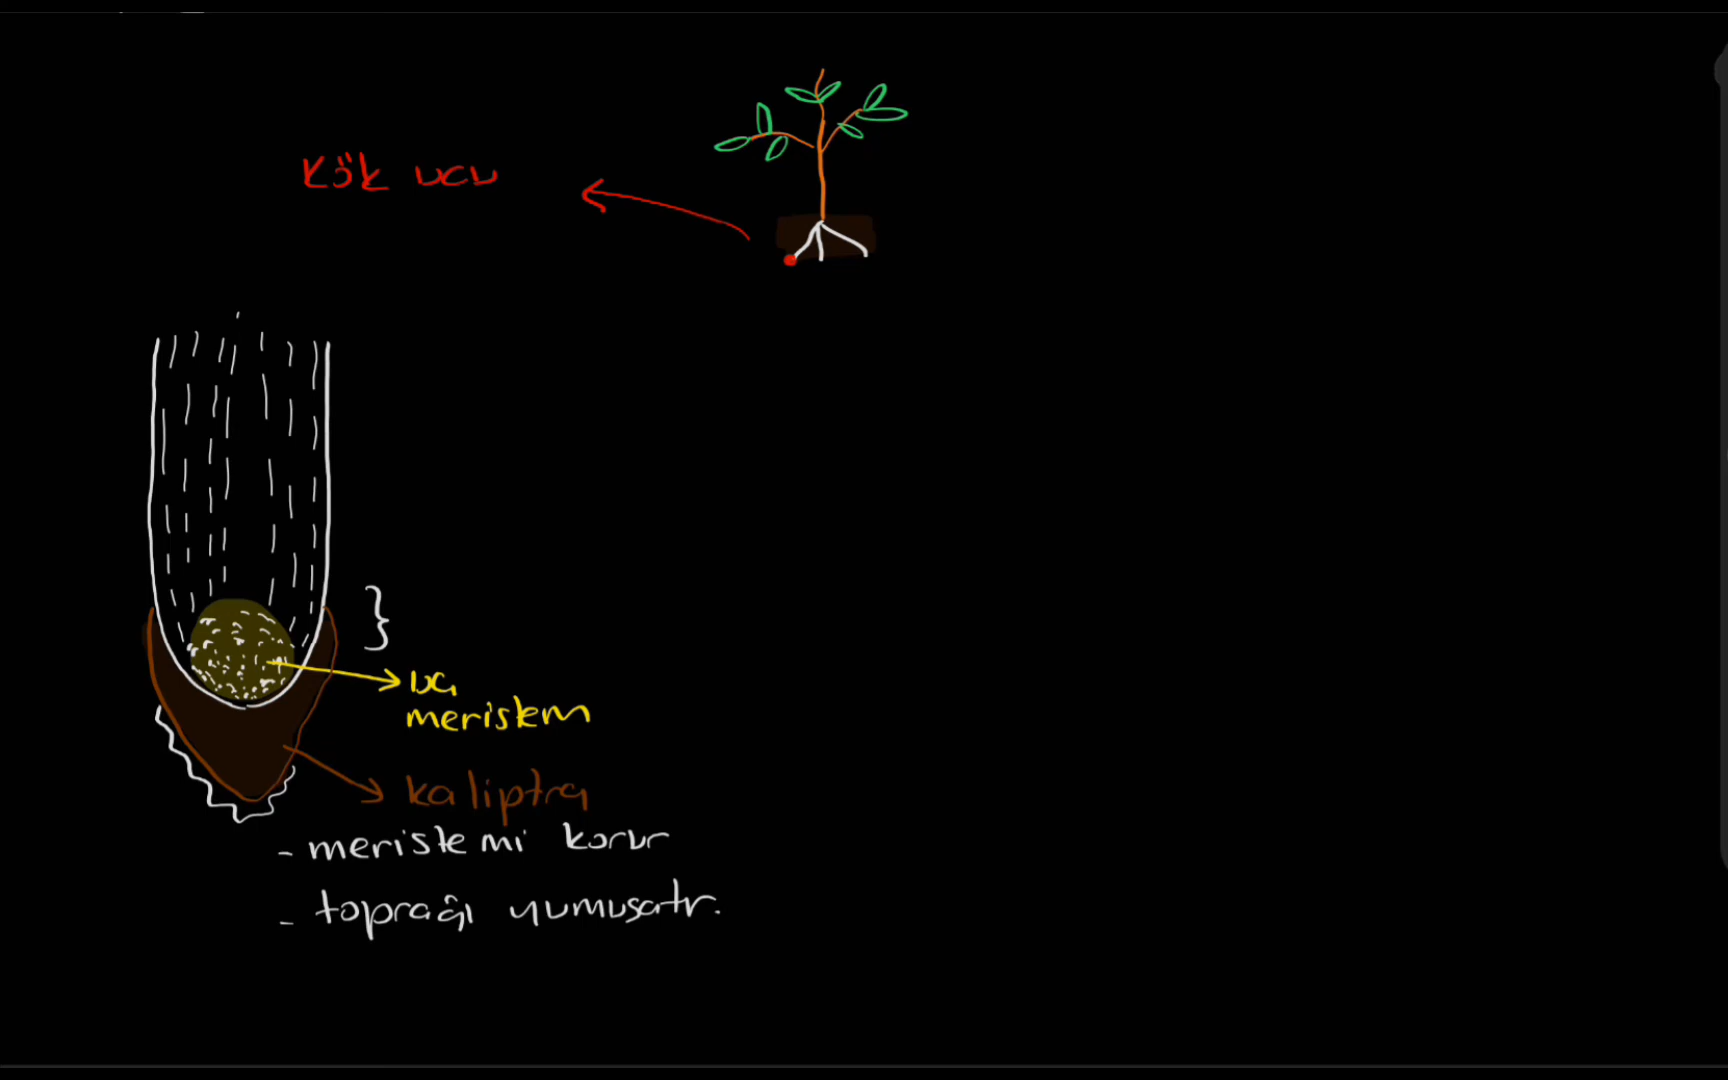 kök ucu
uç
meristem
kaliptra
- meristemi korur
- toprağı yumuşatır.